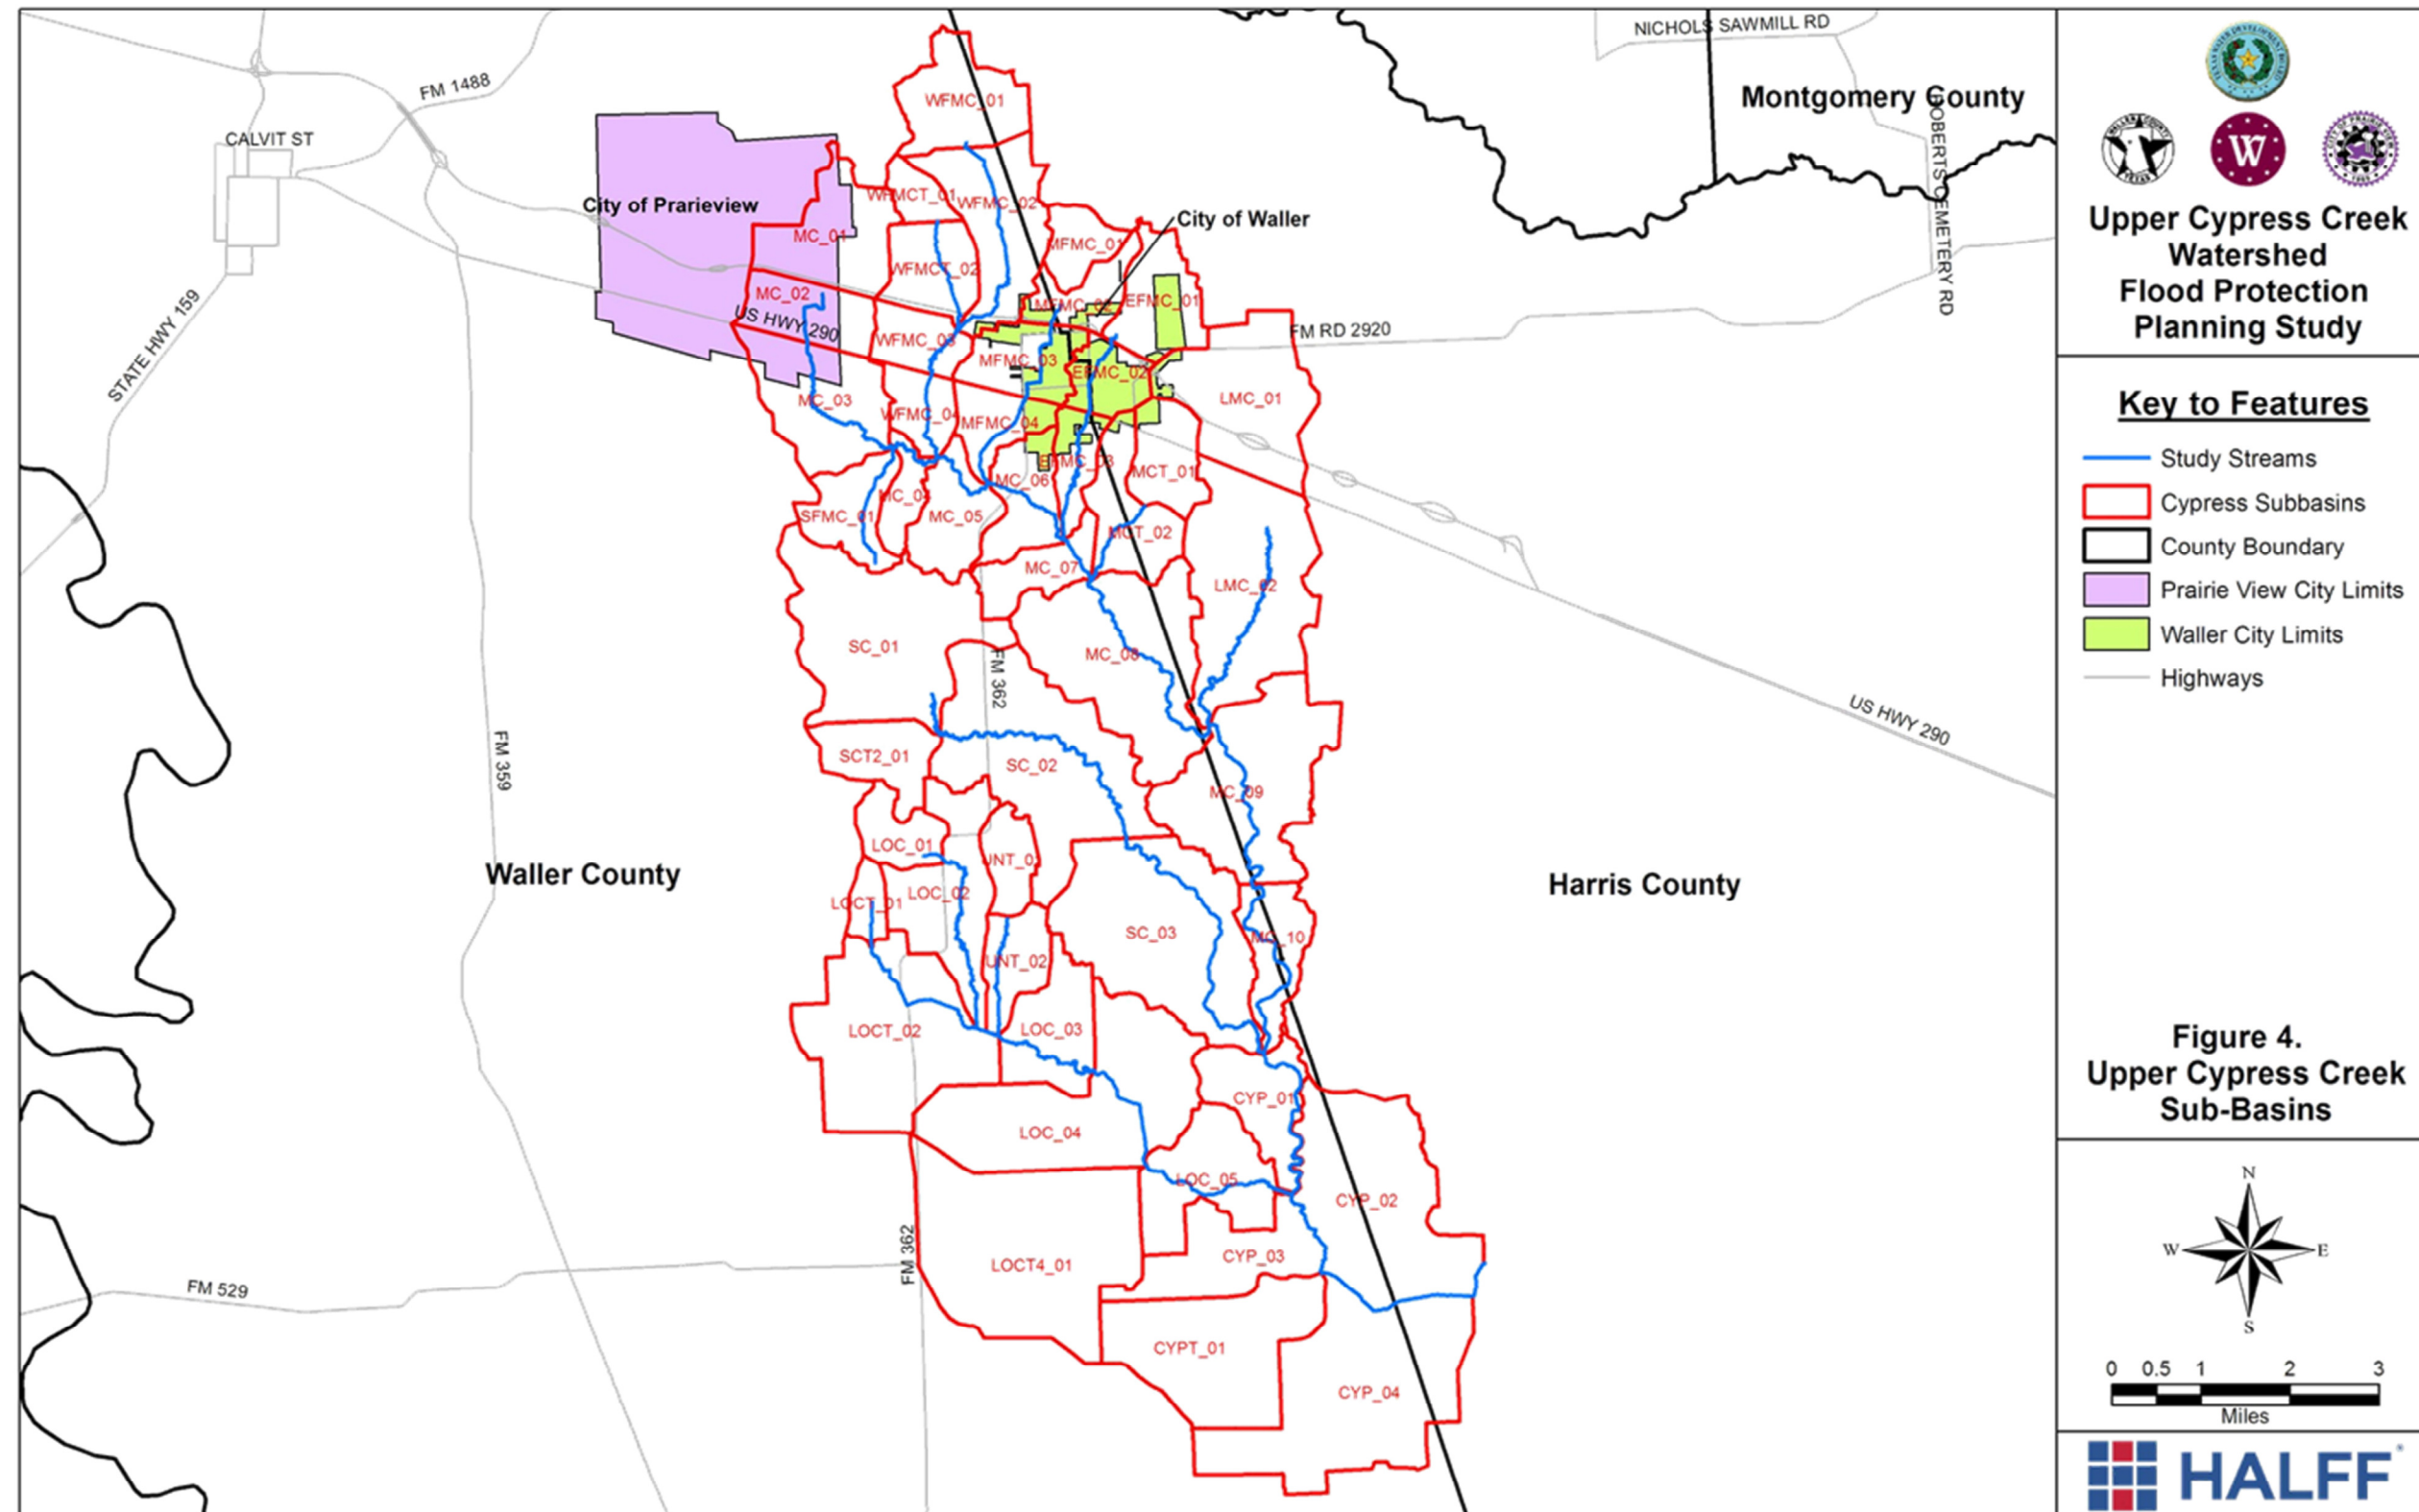 NICHOLS SAWMILL RD
Montgomery County
FM 1488
WFMC_01
CALVIT ST
ROBERTS CEMETERY RD
City of Prarieview
WFMCT_01
WFMC_02
City of Waller
MC_01
MFMC_01
WFMCT_02
MC_02
MFMC_02
EFMC_01
US HWY 290
FM RD 2920
STATE HWY 159
WFMC_03
MFMC_03
EFMC_02
MC_03
LMC_01
WFMC_04
MFMC_04
EFMC_03
MCT_01
MC_06
MC_04
SFMC_01
MC_05
MCT_02
MC_07
LMC_02
SC_01
MC_08
FM 362
US HWY 290
FM 359
SCT2_01
SC_02
MC_09
LOC_01
UNT_0
Waller County
Harris County
LOC_02
LOCT_01
SC_03
MC_10
UNT_02
LOCT_02
LOC_03
CYP_01
LOC_04
LOC_05
CYP_02
FM 362
CYP_03
LOCT4_01
FM 529
CYPT_01
CYP_04
W
Upper Cypress Creek
Watershed
Flood Protection
Planning Study
Key to Features
Study Streams
Cypress Subbasins
County Boundary
Prairie View City Limits
Waller City Limits
Highways
Figure 4.
Upper Cypress Creek
Sub-Basins
N
W E
S
0 0.5 1 2 3
Miles
HALFF